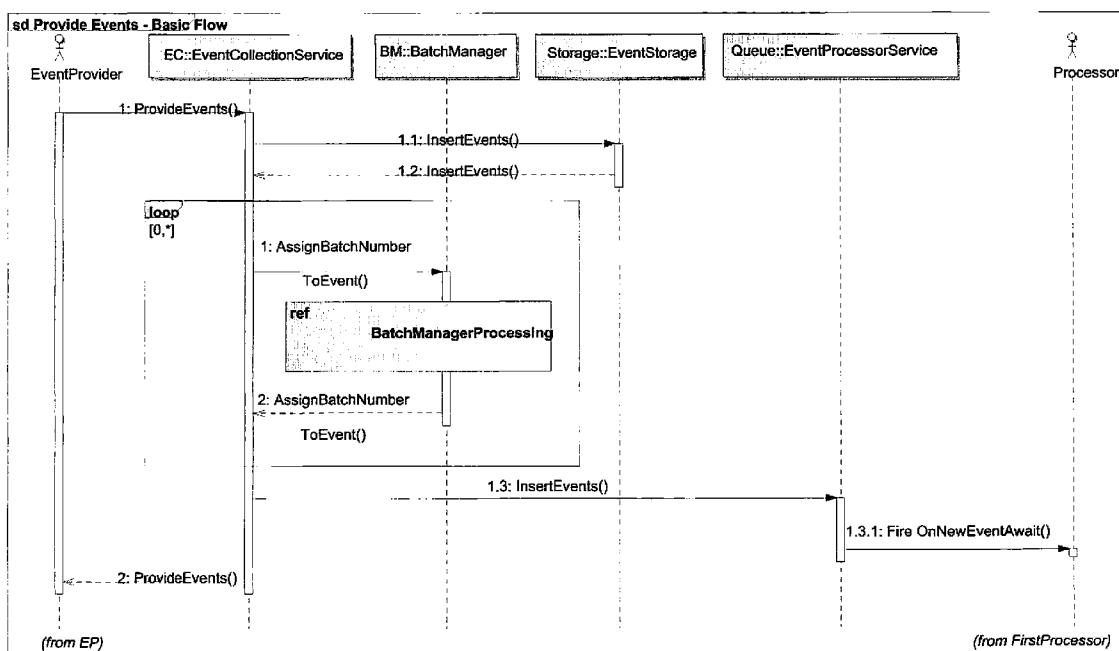 sd Provide Events - Basic Flow
EventProvider
EC::EventCollectionService
BM::BatchManager
Storage::EventStorage
Queue::EventProcessorService
Processor
1: ProvideEvents()
1.1: InsertEvents()
1.2: InsertEvents()
loop
[0,*]
1: AssignBatchNumber
ToEvent()
ref
BatchManagerProcessing
2: AssignBatchNumber
ToEvent()
1.3: InsertEvents()
1.3.1: Fire OnNewEventAwait()
2: ProvideEvents()
(from EP)
(from FirstProcessor)